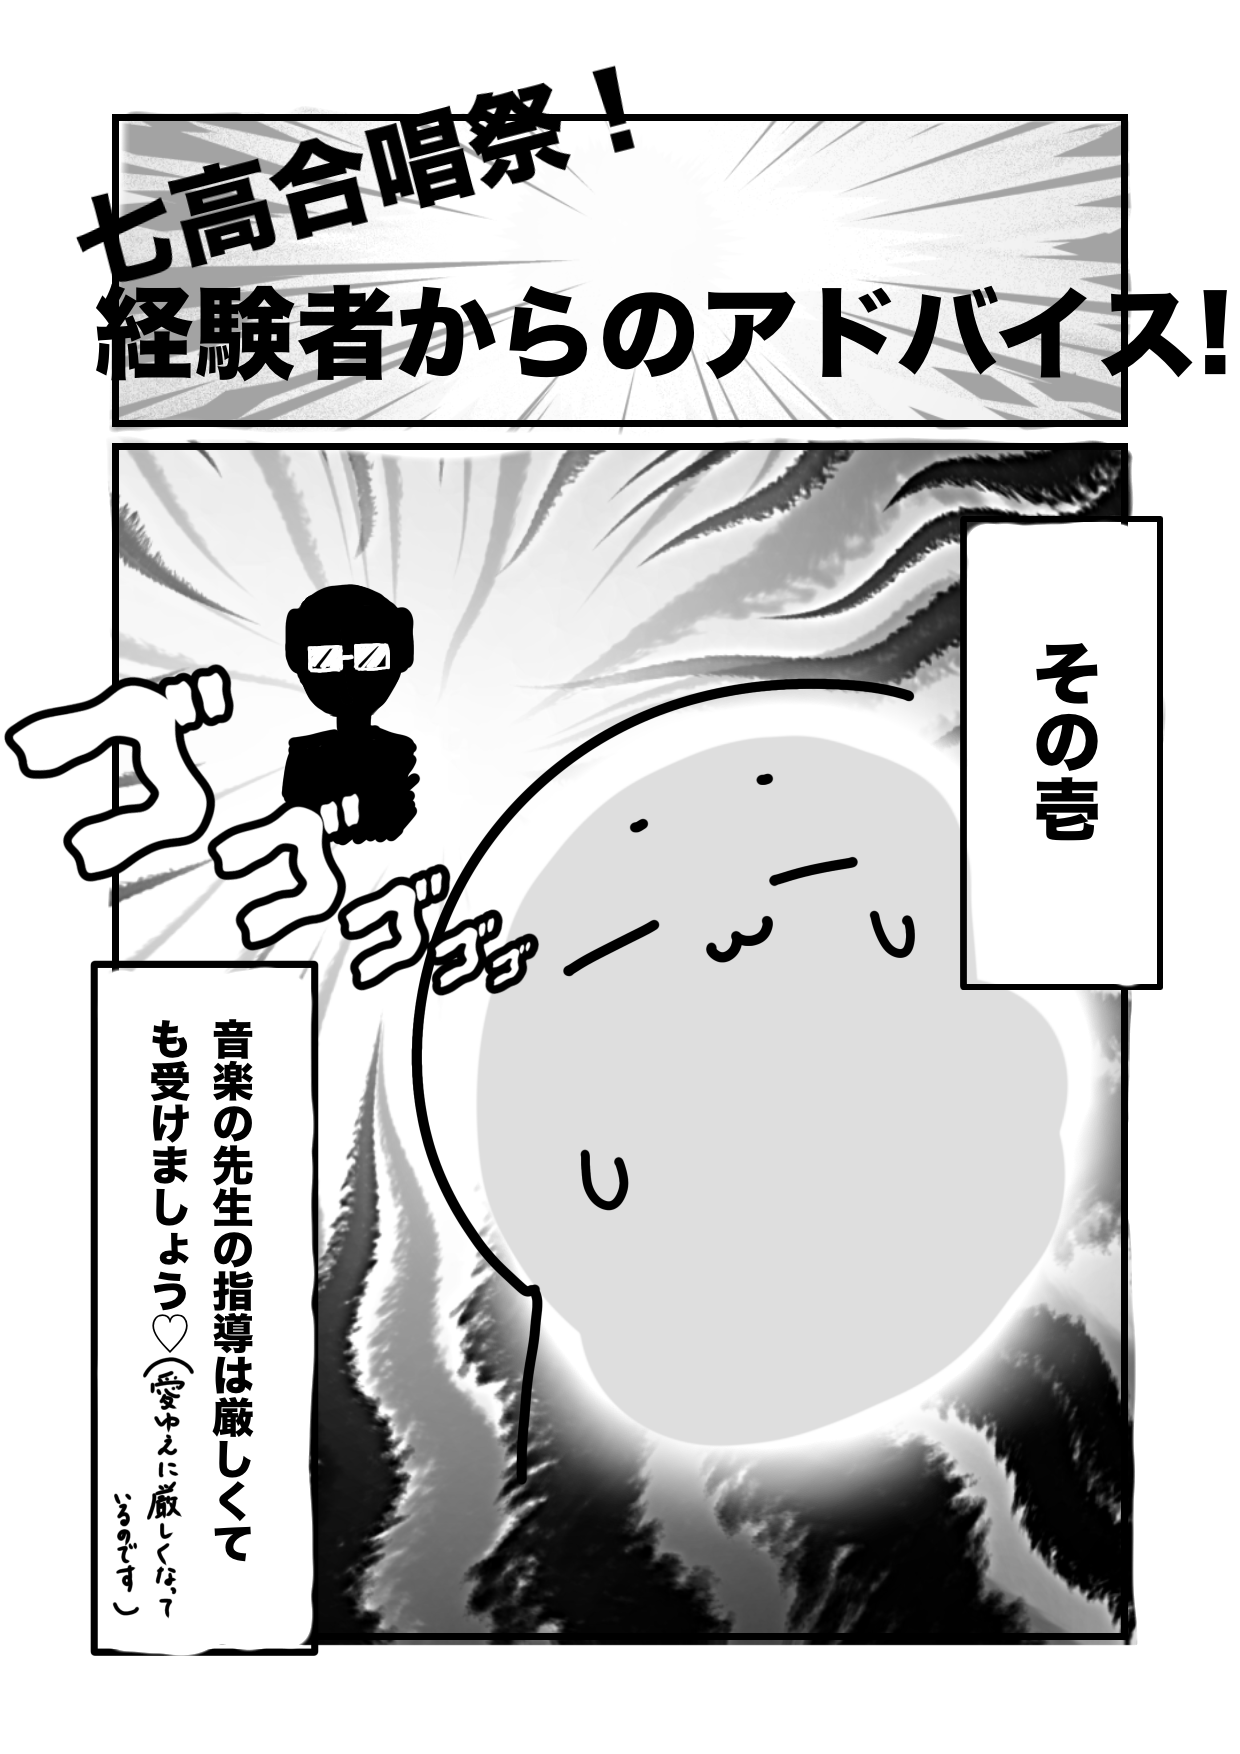 七高合唱祭！
経験者からのアドバイス!
その壱
ゴゴゴゴゴ
音楽の先生の指導は厳しくて
も受けましょう♡(愛ゆえに厳しくなって
いるのです)